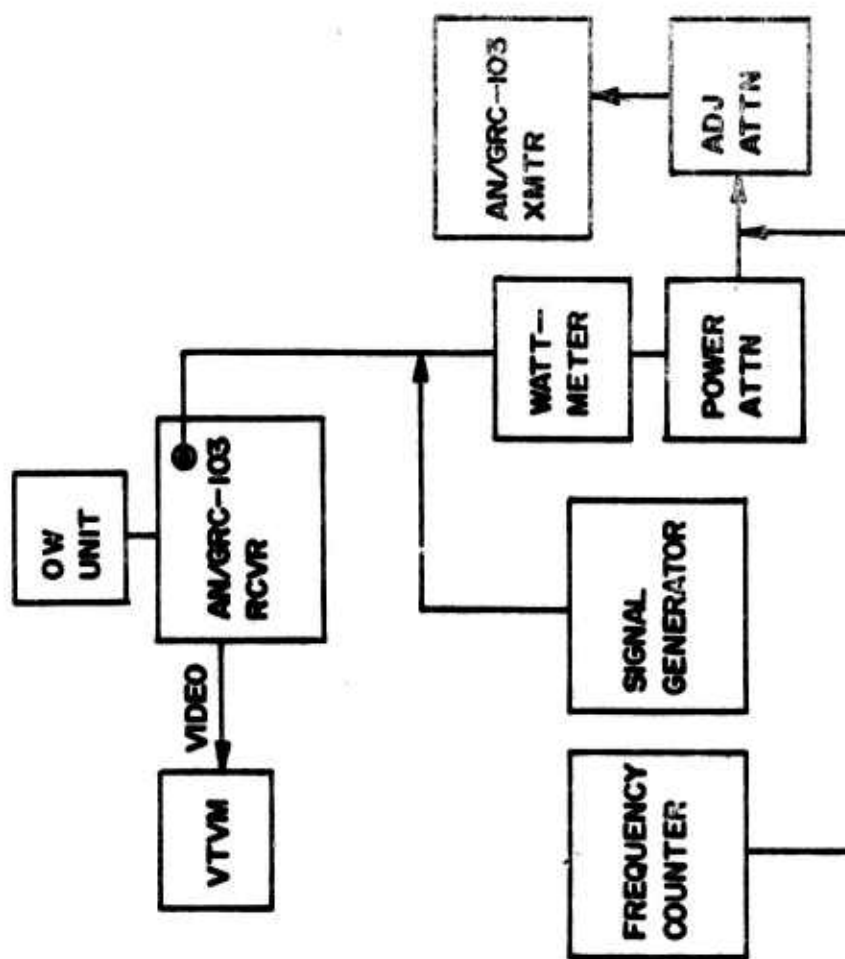 OW
UNIT
AN/GRC-103
RCVR
VIDEO
VTVM
AN/GRC-103
XMTR
ADJ
ATTN
WATT-
METER
POWER
ATTN
SIGNAL
GENERATOR
FREQUENCY
COUNTER